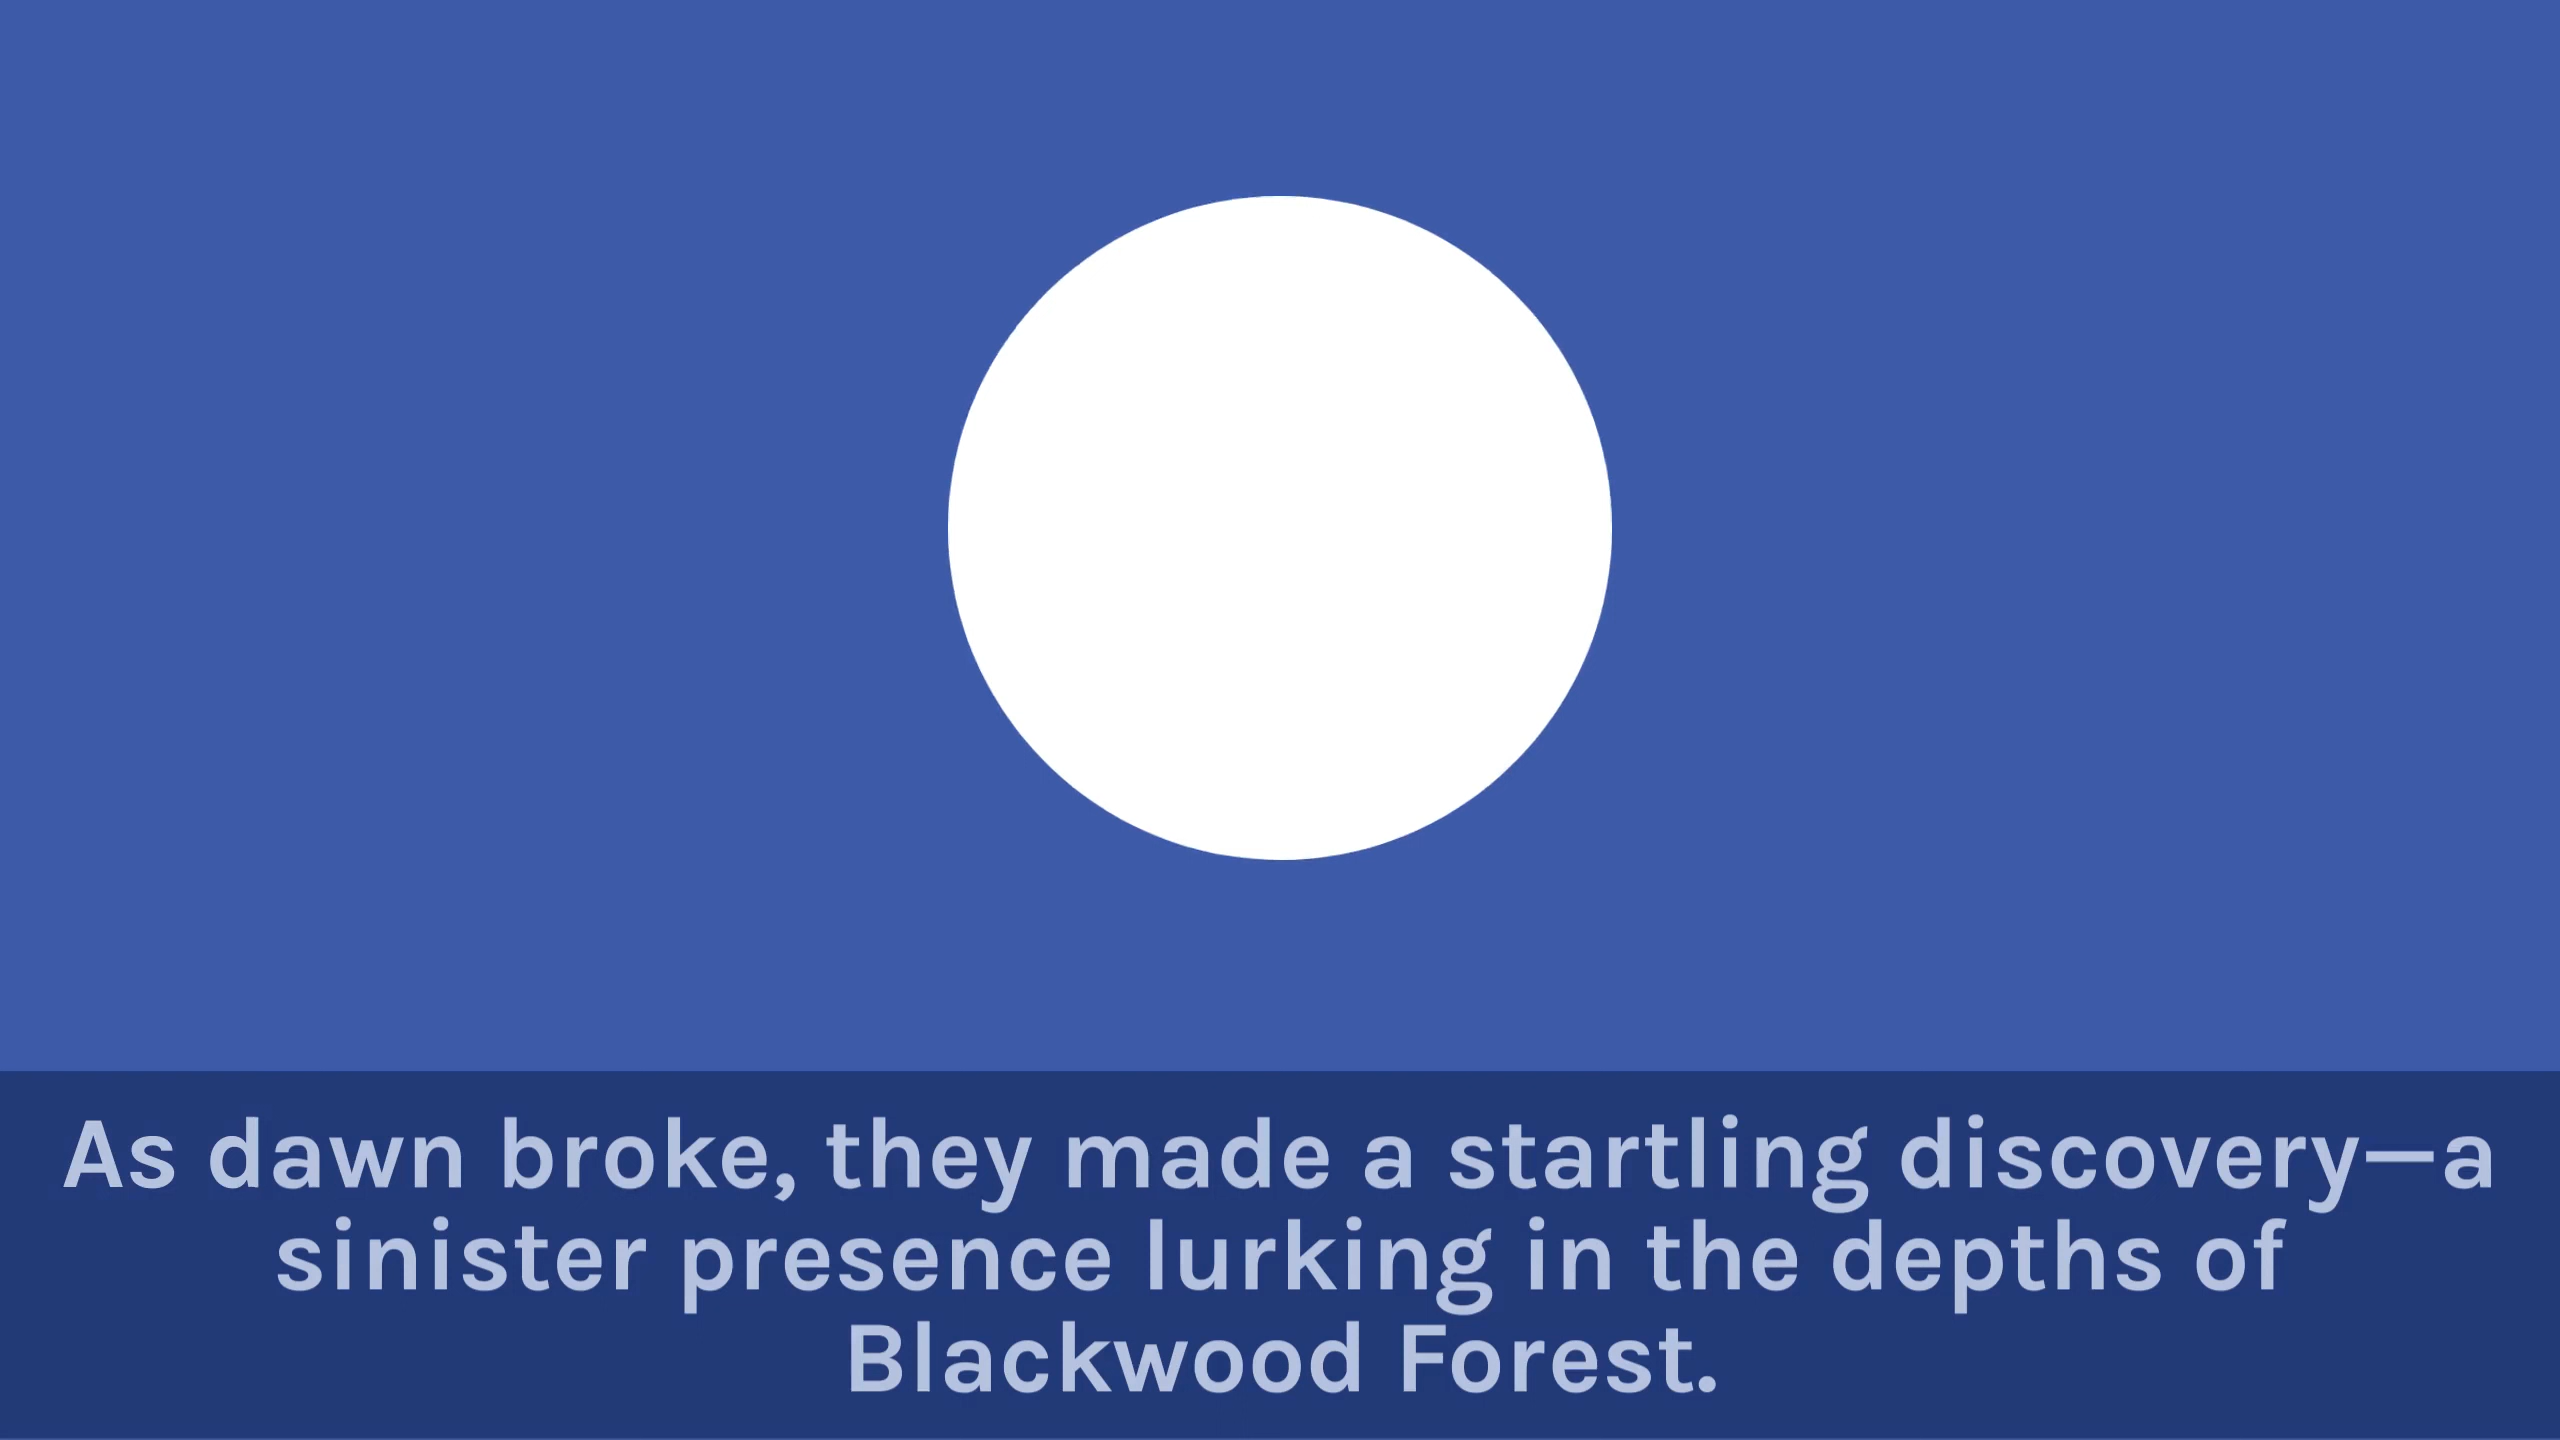 As dawn broke, they made a startling discovery—a
sinister presence lurking in the depths of
Blackwood Forest.